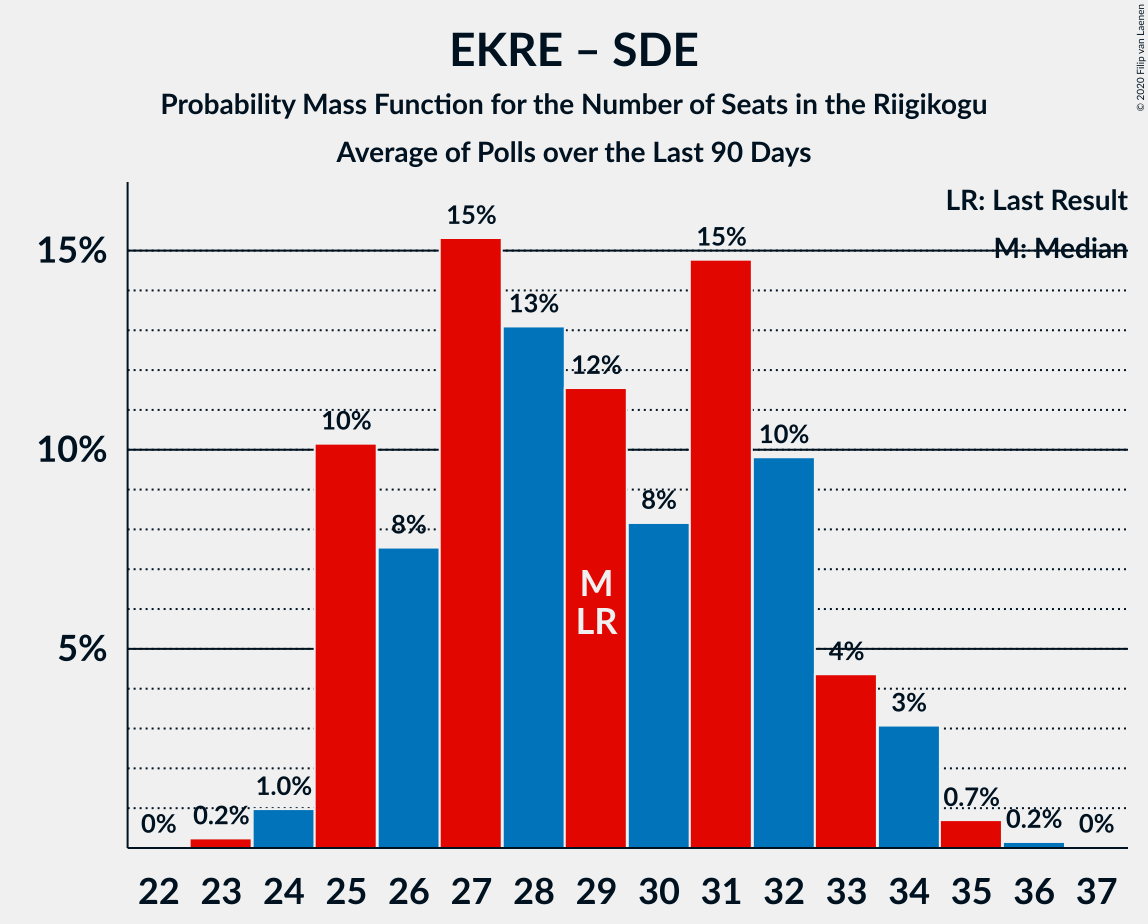 EKRE – SDE
Probability Mass Function for the Number of Seats in the Riigikogu
Average of Polls over the Last 90 Days
© 2020 Filip van Laenen
LR: Last Result
M: Median
15%
10%
5%
0%
0.2%
1.0%
10%
8%
15%
13%
12%
8%
15%
10%
4%
3%
0.7%
0.2%
0%
M
LR
22 23 24 25 26 27 28 29 30 31 32 33 34 35 36 37